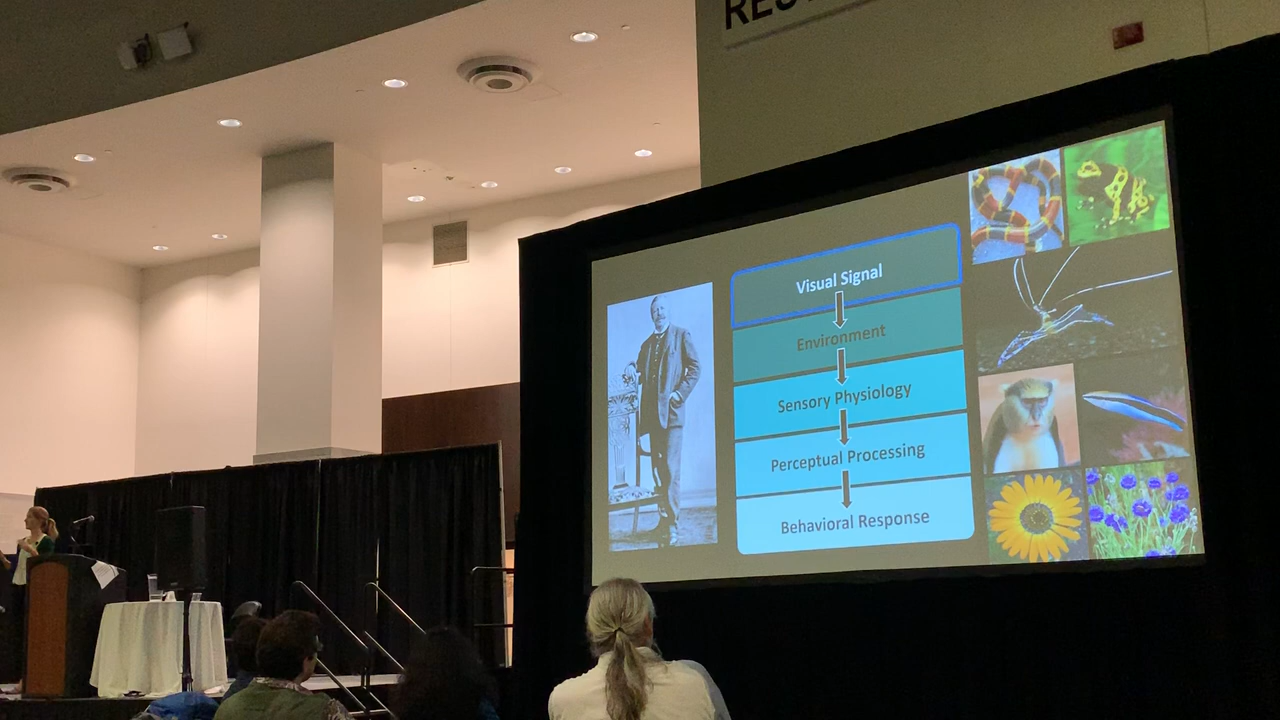 Visual Signal
Environment
Sensory Physiology
Perceptual Processing
Behavioral Response